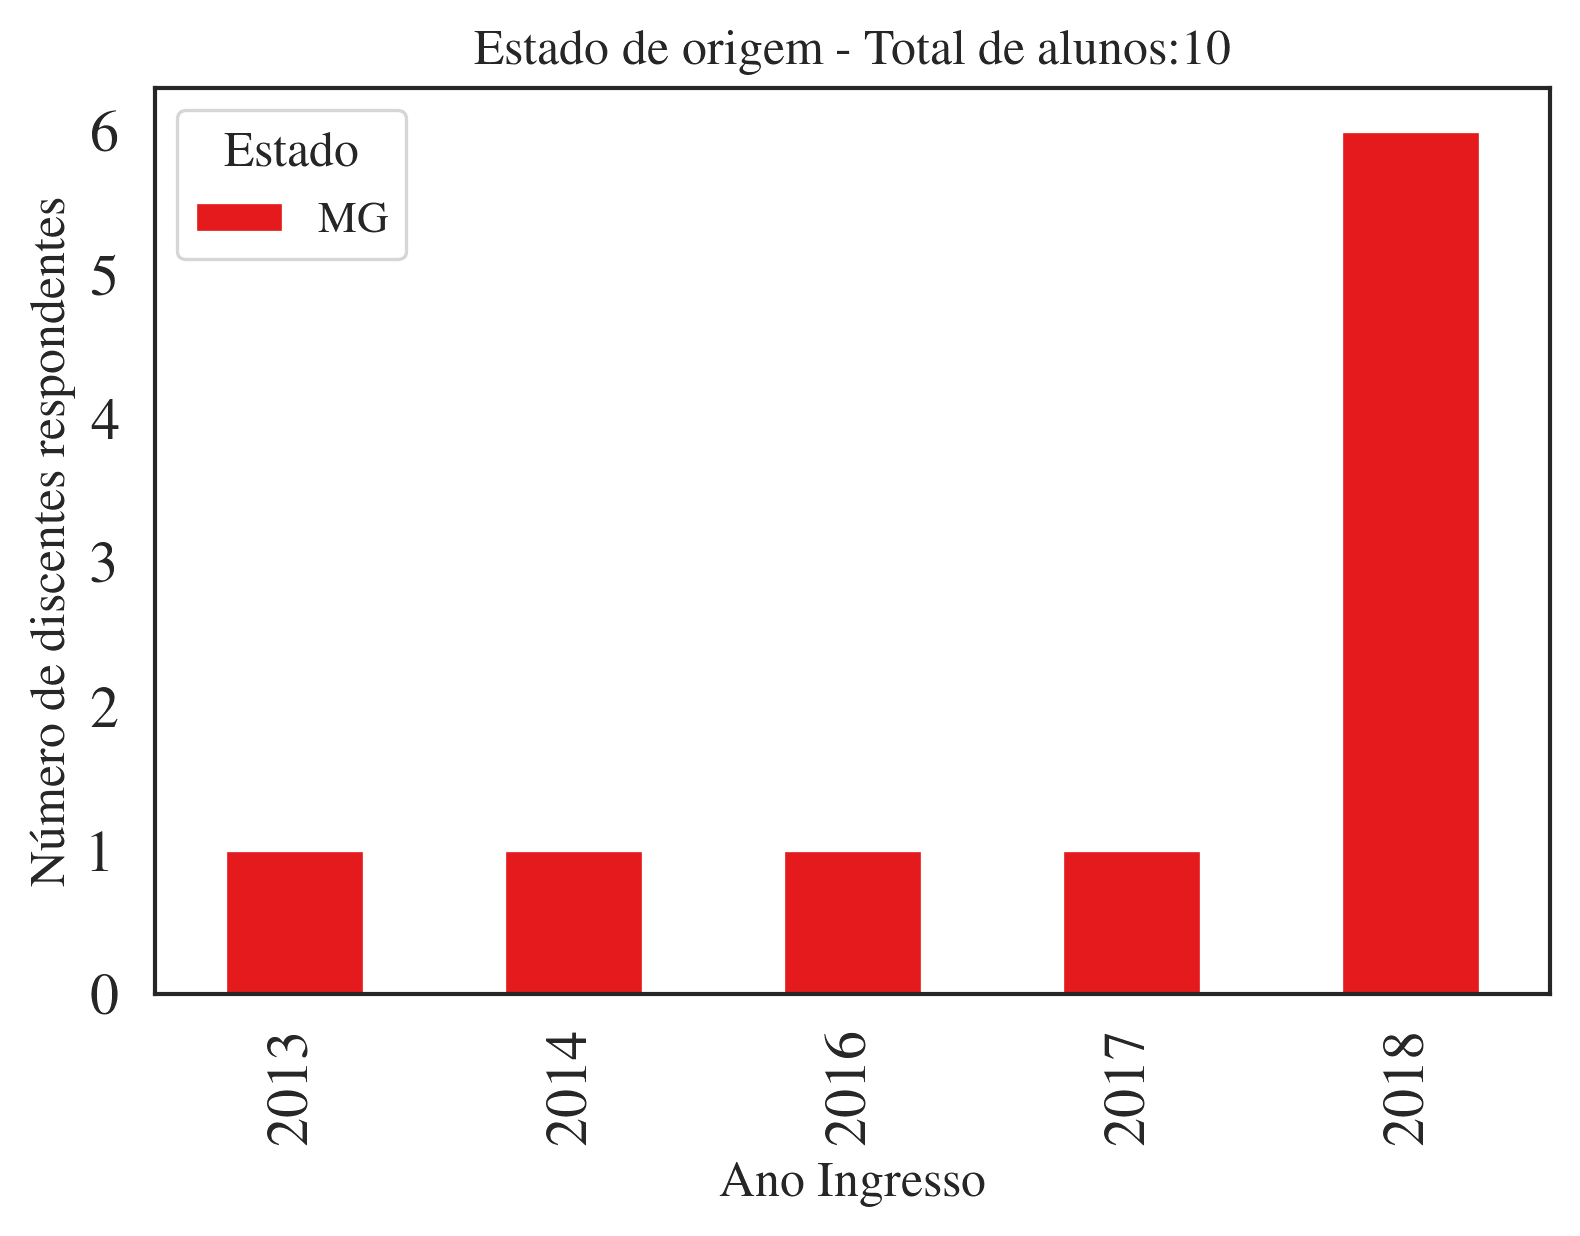 Estado de origem - Total de alunos:10
Estado
MG
Número de discentes respondentes
6
5
4
3
2
1
0
2013
2014
2016
2017
2018
Ano Ingresso